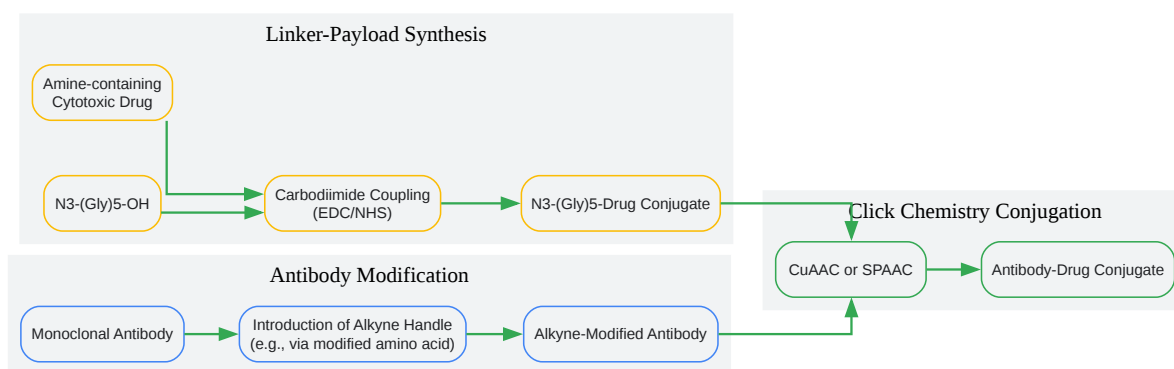 Linker-Payload Synthesis
Amine-containing
Cytotoxic Drug
N3-(Gly)5-OH
Carbodiimide Coupling
(EDC/NHS)
N3-(Gly)5-Drug Conjugate
Click Chemistry Conjugation
CuAAC or SPAAC
Antibody-Drug Conjugate
Antibody Modification
Monoclonal Antibody
Introduction of Alkyne Handle
(e.g., via modified amino acid)
Alkyne-Modified Antibody